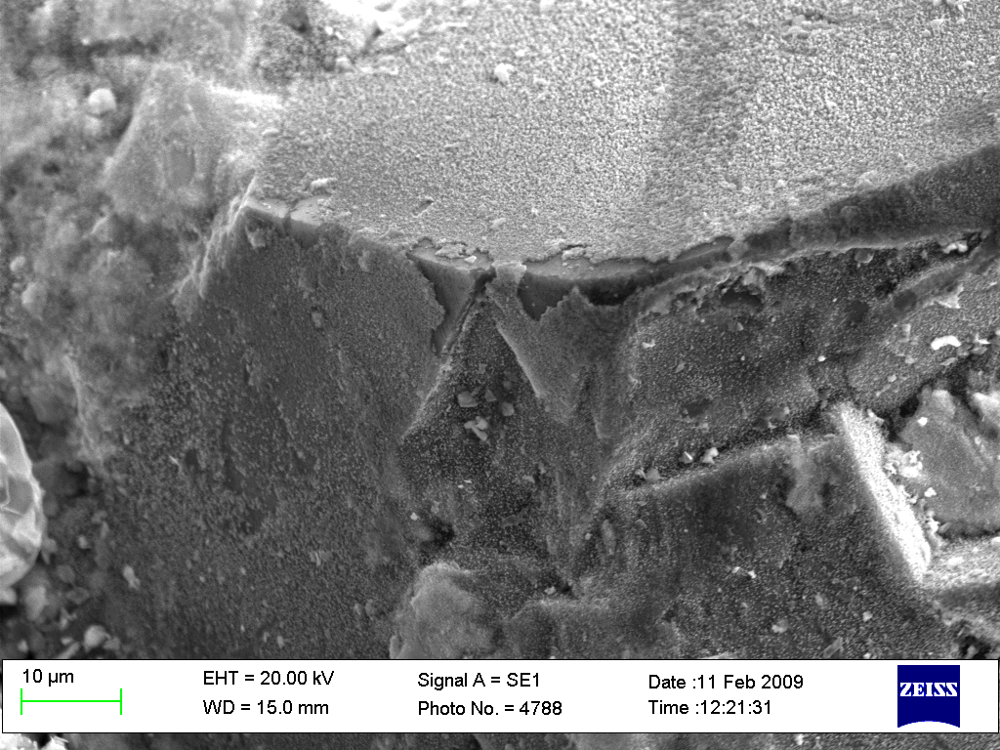 10 µm
EHT = 20.00 kV
Signal A = SE1
Date :11 Feb 2009
WD = 15.0 mm
Photo No. = 4788
Time :12:21:31
ZEISS